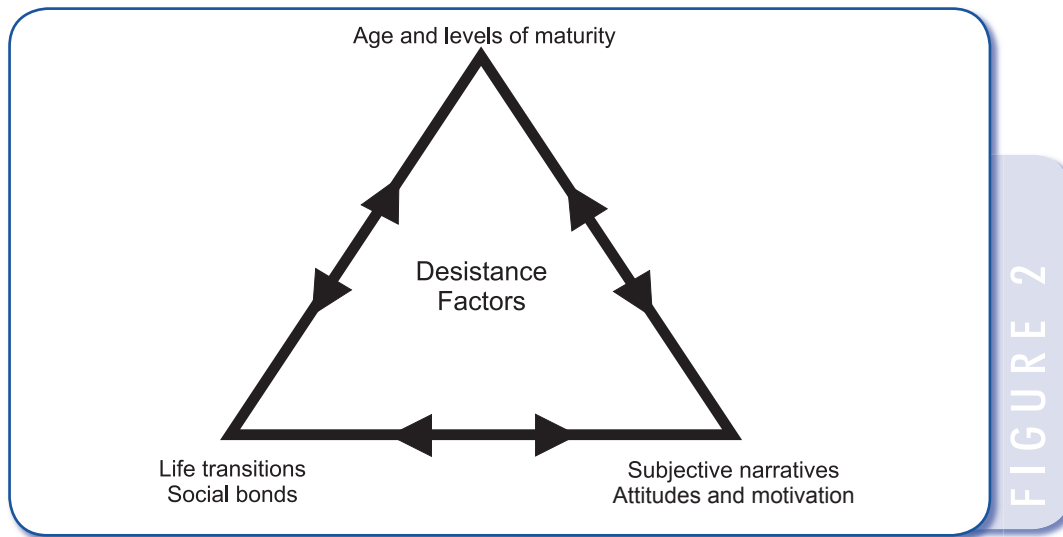 Age and levels of maturity
Desistance
Factors
Life transitions
Social bonds
Subjective narratives
Attitudes and motivation
FIGURE 2